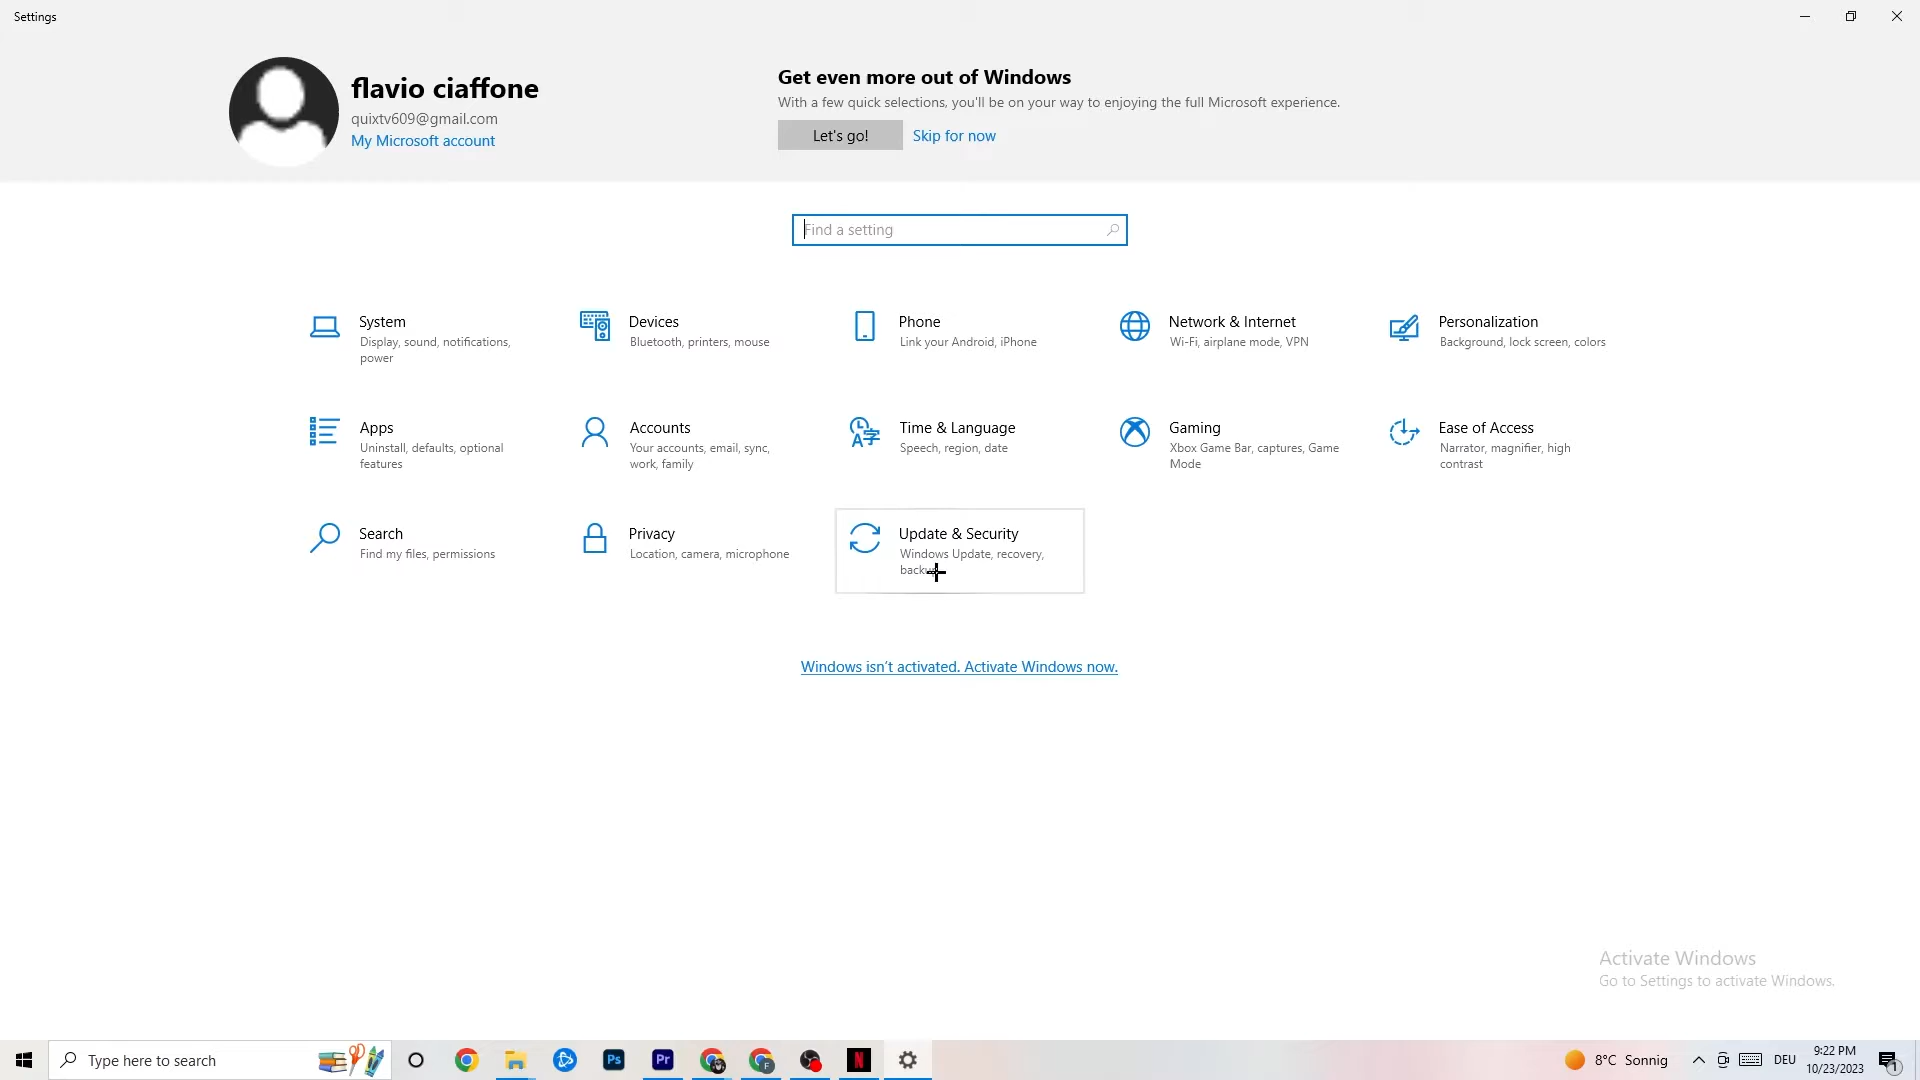 Settings
flavio ciaffone
quixtv609@gmail.com
My Microsoft account
Get even more out of Windows
With a few quick selections, you'll be on your way to enjoying the full Microsoft experience.
Let's go!
Skip for now
Find a setting
System
Display, sound, notifications,
power
Devices
Bluetooth, printers, mouse
Phone
Link your Android, iPhone
Network & Internet
Wi-Fi, airplane mode, VPN
Personalization
Background, lock screen, colors
Apps
Uninstall, defaults, optional
features
Accounts
Your accounts, email, sync,
work, family
Time & Language
Speech, region, date
Gaming
Xbox Game Bar, captures, Game
Mode
Ease of Access
Narrator, magnifier, high
contrast
Search
Find my files, permissions
Privacy
Location, camera, microphone
Update & Security
Windows Update, recovery,
backup
Windows isn't activated. Activate Windows now.
Activate Windows
Go to Settings to activate Windows.
Type here to search
Ps
Pr
F
N
8°C Sonnig
DEU
9:22 PM
10/23/2023
1